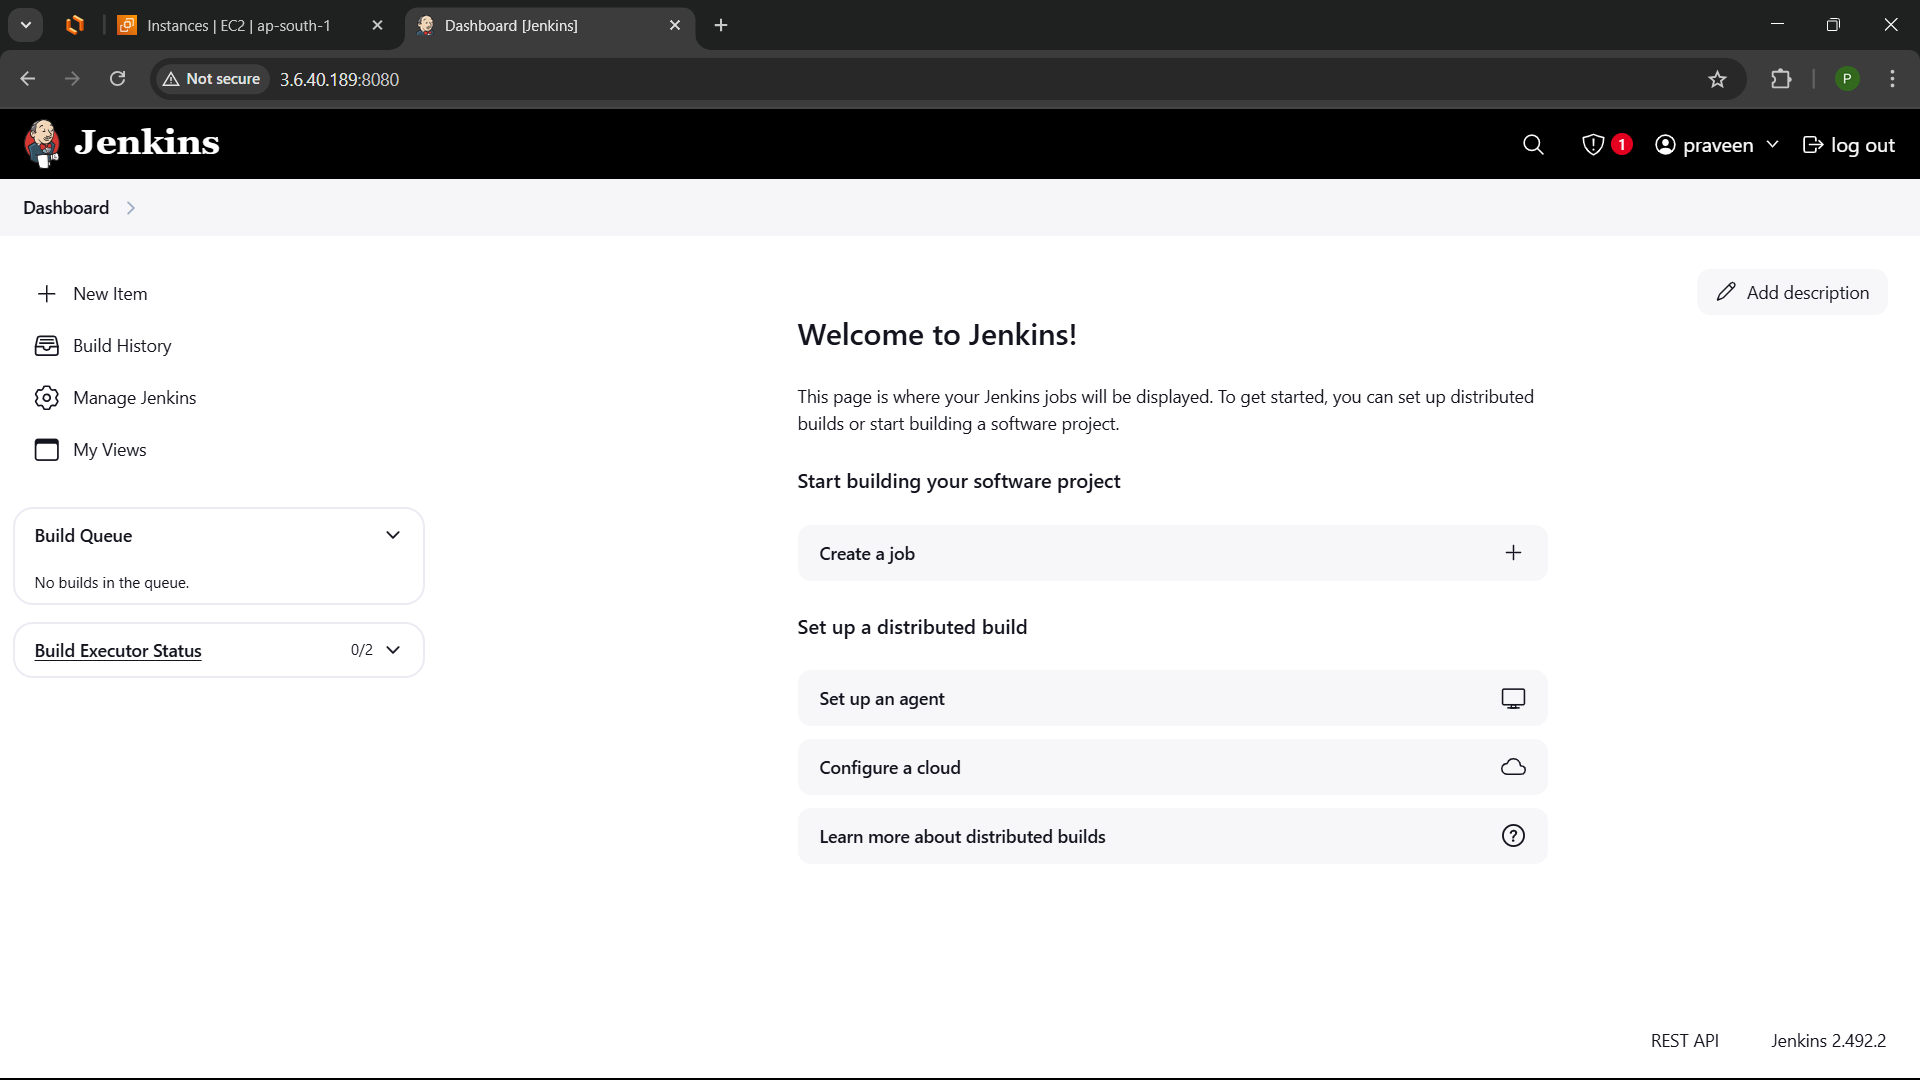 Instances | EC2 | ap-south-1
Dashboard [Jenkins]
Not secure
3.6.40.189:8080
P
Jenkins
1
praveen
log out
Dashboard
New Item
Build History
Manage Jenkins
My Views
Build Queue
No builds in the queue.
Build Executor Status
0/2
Add description
Welcome to Jenkins!
This page is where your Jenkins jobs will be displayed. To get started, you can set up distributed
builds or start building a software project.
Start building your software project
Create a job
Set up a distributed build
Set up an agent
Configure a cloud
Learn more about distributed builds
REST API
Jenkins 2.492.2